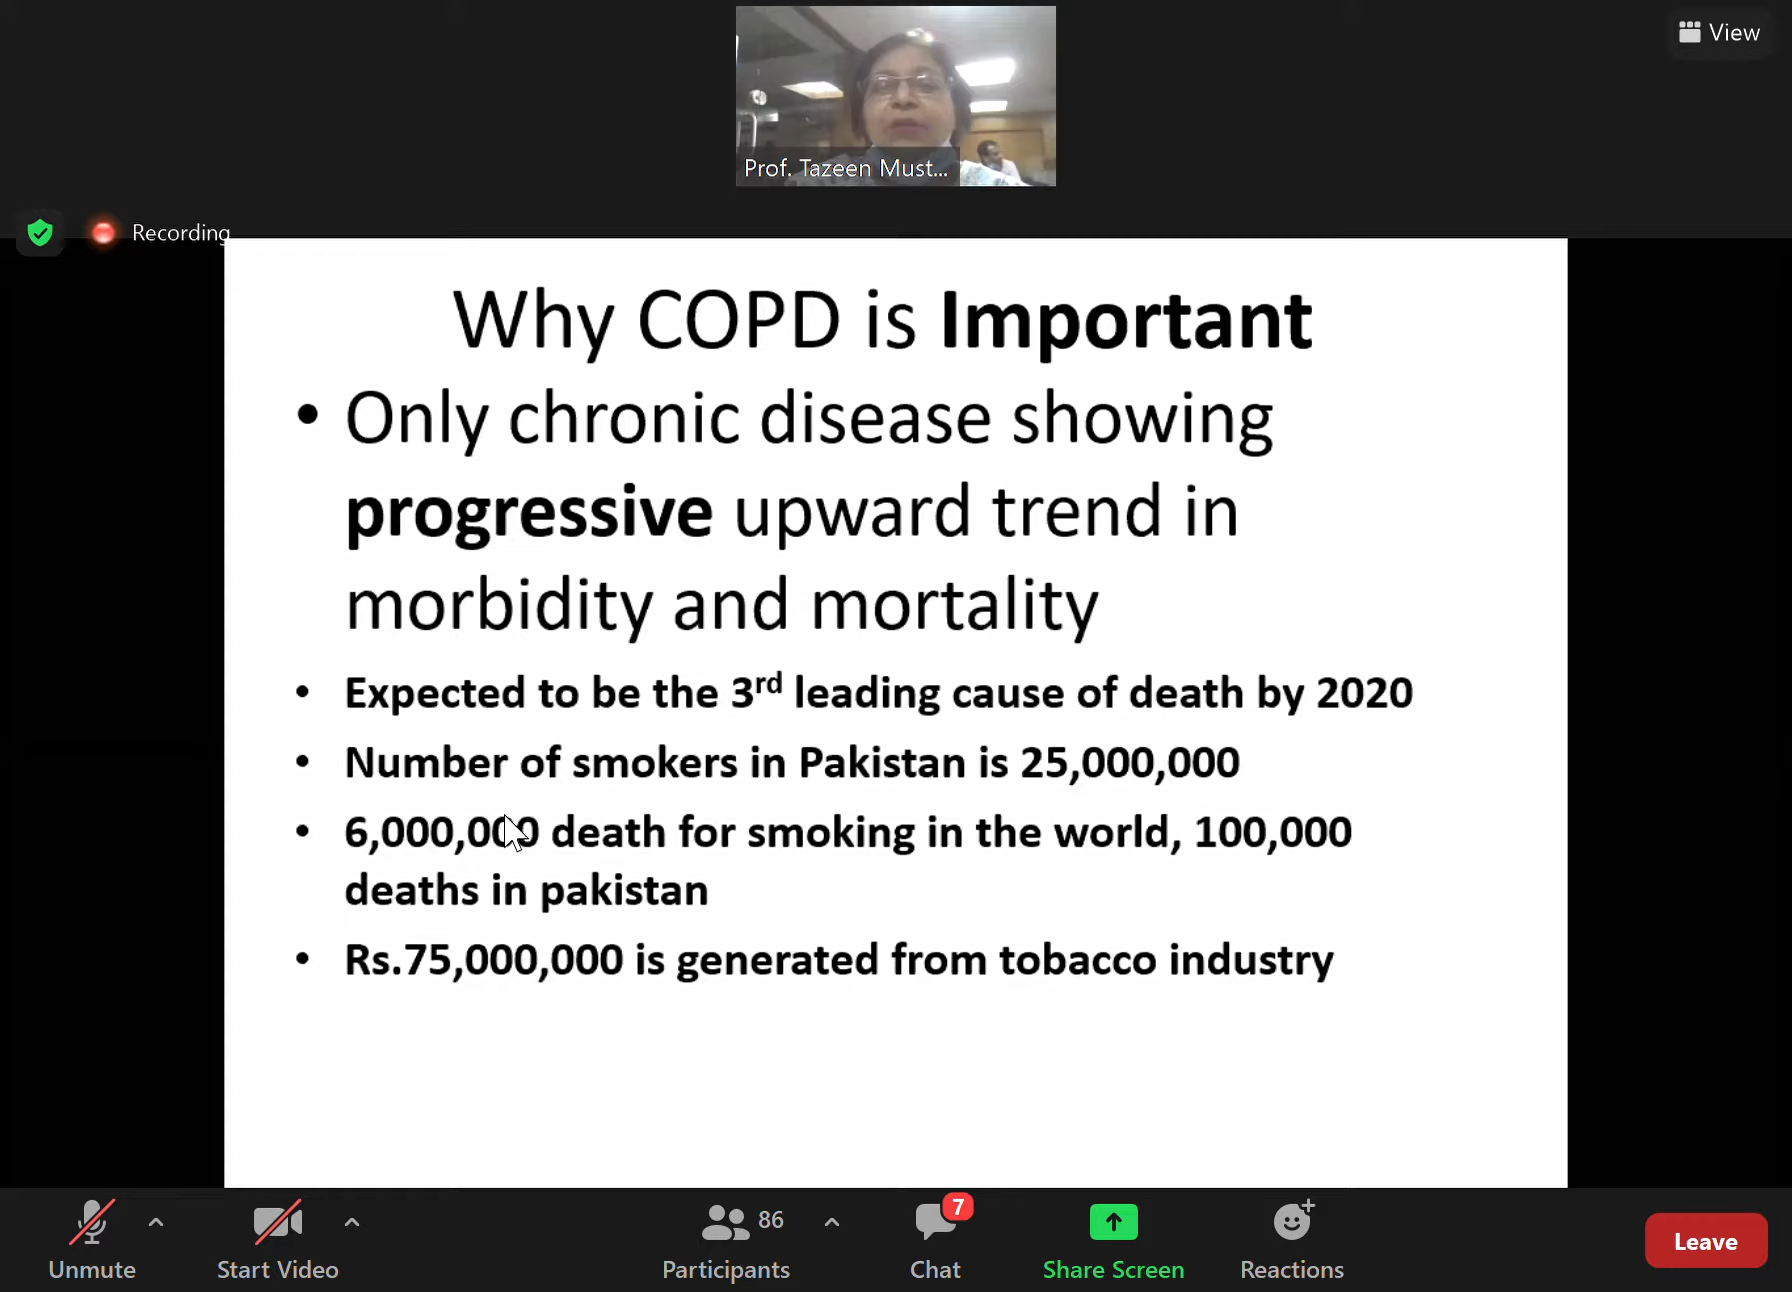 View
Prof. Tazeen Must...
Recording
Why COPD is Important
• Only chronic disease showing
progressive upward trend in
morbidity and mortality
• Expected to be the 3rd leading cause of death by 2020
• Number of smokers in Pakistan is 25,000,000
• 6,000,000 death for smoking in the world, 100,000
deaths in pakistan
• Rs.75,000,000 is generated from tobacco industry
86
7
Unmute
Start Video
Participants
Chat
Share Screen
Reactions
Leave